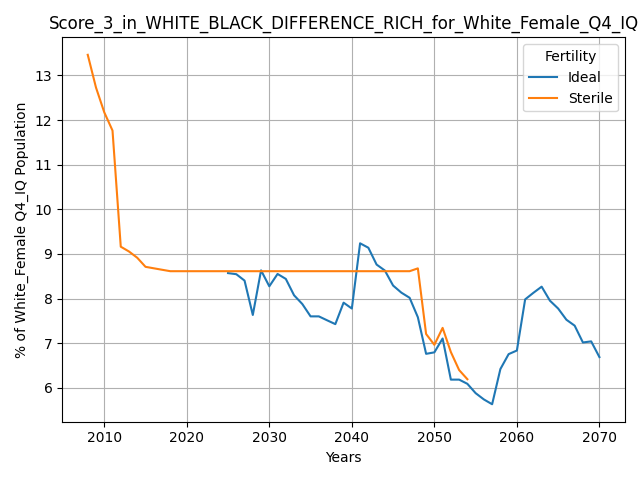 Score_3_in_WHITE_BLACK_DIFFERENCE_RICH_for_White_Female_Q4_IQ
Fertility
Ideal
Sterile
13
12
11
10
9
8
7
6
% of White_Female Q4_IQ Population
2010
2020
2030
2040
2050
2060
2070
Years